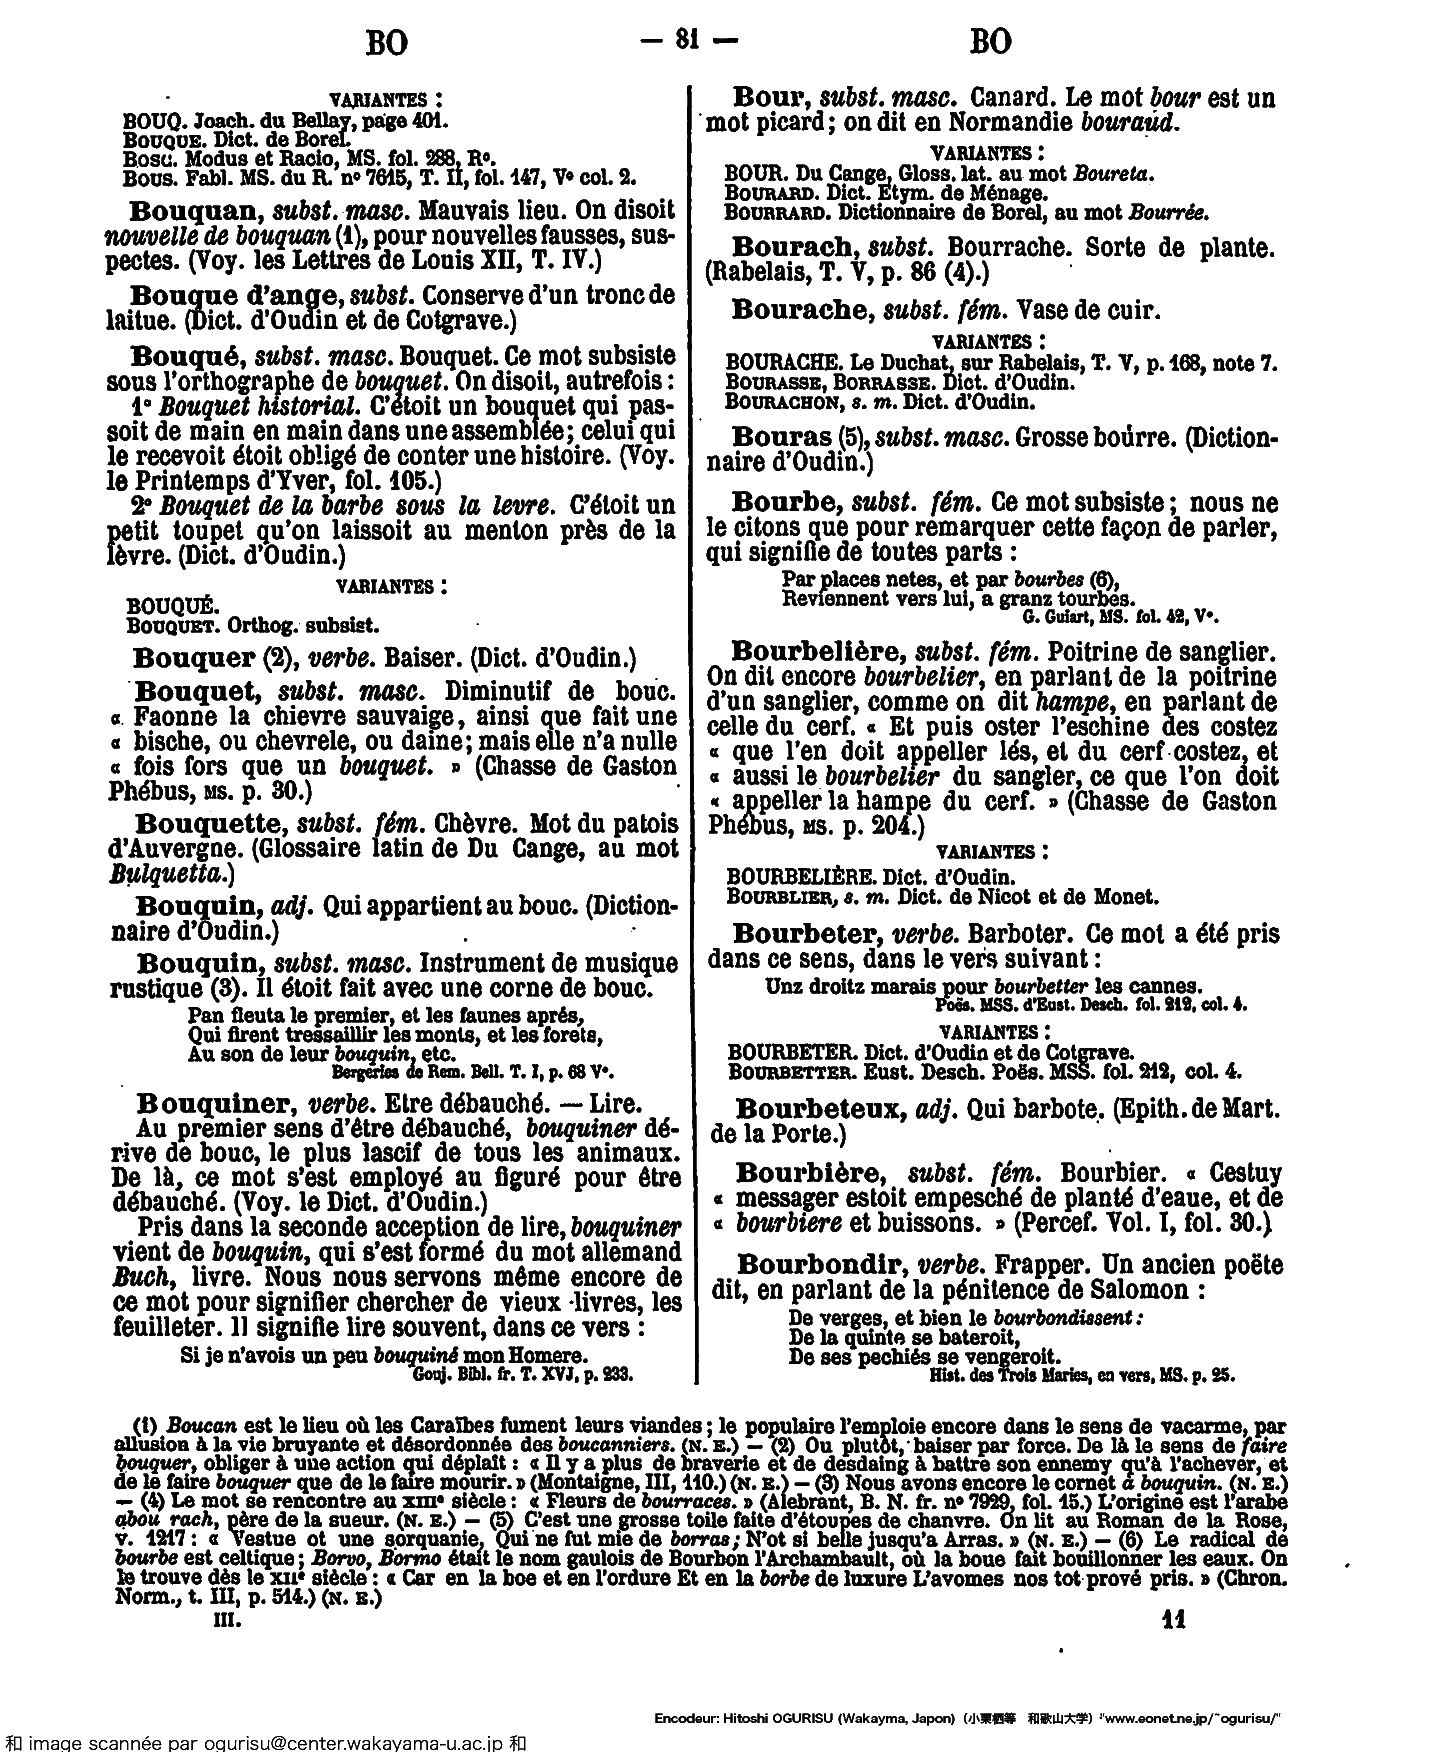 BO — 81 — BO
VARIANTES :
BOUQ. Joach. du Bellay, page 401.
BOUQUE. Dict. de Borel.
BOSC. Modus et Racio, MS. fol. 288, R°.
BOUS. Fabl. MS. du R. n° 7615, T. II, fol. 147, V° col. 2.
Bouquan, subst. masc. Mauvais lieu. On disoit
nouvelle de bouquan (1), pour nouvelles fausses, sus-
pectes. (Voy. les Lettres de Louis XII, T. IV.)
Bouque d'ange, subst. Conserve d'un tronc de
laitue. (Dict. d'Oudin et de Cotgrave.)
Bouqué, subst. masc. Bouquet. Ce mot subsiste
sous l'orthographe de bouquet. On disoit, autrefois :
1° Bouquet historial. C'étoit un bouquet qui pas-
soit de main en main dans une assemblée ; celui qui
le recevoit étoit obligé de conter une histoire. (Voy.
le Printemps d'Yver, fol. 105.)
2° Bouquet de la barbe sous la levre. C'étoit un
petit toupet qu'on laissoit au menton près de la
lèvre. (Dict. d'Oudin.)
VARIANTES :
BOUQUÉ.
BOUQUET. Orthog. subsist.
Bouquer (2), verbe. Baiser. (Dict. d'Oudin.)
Bouquet, subst. masc. Diminutif de bouc.
« Faonne la chievre sauvaige, ainsi que fait une
« bische, ou chevrele, ou daine ; mais elle n'a nulle
« fois fors que un bouquet. » (Chasse de Gaston
Phébus, MS. p. 30.)
Bouquette, subst. fém. Chèvre. Mot du patois
d'Auvergne. (Glossaire latin de Du Cange, au mot
Bulquetta.)
Bouquin, adj. Qui appartient au bouc. (Diction-
naire d'Oudin.)
Bouquin, subst. masc. Instrument de musique
rustique (3). Il étoit fait avec une corne de bouc.
Pan fleuta le premier, et les faunes aprés,
Qui firent tressaillir les monts, et les forets,
Au son de leur bouquin, etc.
Bergeries de Rem. Bell. T. I, p. 68 V°.
Bouquiner, verbe. Etre débauché. — Lire.
Au premier sens d'être débauché, bouquiner dé-
rive de bouc, le plus lascif de tous les animaux.
De là, ce mot s'est employé au figuré pour être
débauché. (Voy. le Dict. d'Oudin.)
Pris dans la seconde acception de lire, bouquiner
vient de bouquin, qui s'est formé du mot allemand
Buch, livre. Nous nous servons même encore de
ce mot pour signifier chercher de vieux livres, les
feuilleter. Il signifie lire souvent, dans ce vers :
Si je n'avois un peu bouquiné mon Homere.
Gouj. Bibl. fr. T. XVJ, p. 233.
Bour, subst. masc. Canard. Le mot bour est un
mot picard ; on dit en Normandie bouraud.
VARIANTES :
BOUR. Du Cange, Gloss. lat. au mot Boureta.
BOURARD. Dict. Etym. de Ménage.
BOURRARD. Dictionnaire de Borel, au mot Bourrée.
Bourach, subst. Bourrache. Sorte de plante.
(Rabelais, T. V, p. 86 (4).)
Bourache, subst. fém. Vase de cuir.
VARIANTES :
BOURACHE. Le Duchat, sur Rabelais, T. V, p. 168, note 7.
BOURASSE, BORRASSE. Dict. d'Oudin.
BOURACHON, s. m. Dict. d'Oudin.
Bouras (5), subst. masc. Grosse bourre. (Diction-
naire d'Oudin.)
Bourbe, subst. fém. Ce mot subsiste ; nous ne
le citons que pour remarquer cette façon de parler,
qui signifie de toutes parts :
Par places netes, et par bourbes (6),
Reviennent vers lui, a granz tourbes.
G. Guiart, MS. fol. 42, V°.
Bourbelière, subst. fém. Poitrine de sanglier.
On dit encore bourbelier, en parlant de la poitrine
d'un sanglier, comme on dit hampe, en parlant de
celle du cerf. « Et puis oster l'eschine des costez
« que l'en doit appeller lés, et du cerf costez, et
« aussi le bourbelier du sangler, ce que l'on doit
« appeller la hampe du cerf. » (Chasse de Gaston
Phébus, MS. p. 204.)
VARIANTES :
BOURBELIÈRE. Dict. d'Oudin.
BOURBLIER, s. m. Dict. de Nicot et de Monet.
Bourbeter, verbe. Barboter. Ce mot a été pris
dans ce sens, dans le vers suivant :
Unz droitz marais pour bourbetter les cannes.
Poës. MSS. d'Eust. Desch. fol. 212, col. 4.
VARIANTES :
BOURBETER. Dict. d'Oudin et de Cotgrave.
BOURBETTER. Eust. Desch. Poës. MSS. fol. 212, col. 4.
Bourbeteux, adj. Qui barbote. (Epith. de Mart.
de la Porte.)
Bourbière, subst. fém. Bourbier. « Cestuy
« messager estoit empesché de planté d'eaue, et de
« bourbiere et buissons. » (Percef. Vol. I, fol. 30.)
Bourbondir, verbe. Frapper. Un ancien poëte
dit, en parlant de la pénitence de Salomon :
De verges, et bien le bourbondissent :
De la quinte se bateroit,
De ses pechiés se vengeroit.
Hist. des Trois Maries, en vers, MS. p. 25.
(1) Boucan est le lieu où les Caraïbes fument leurs viandes ; le populaire l'emploie encore dans le sens de vacarme, par
allusion à la vie bruyante et désordonnée des boucanniers. (N. E.) — (2) Ou plutôt, baiser par force. De là le sens de faire
bouquer, obliger à une action qui déplaît : « Il y a plus de braverie et de desdaing à battre son ennemy qu'à l'achever, et
de le faire bouquer que de le faire mourir. » (Montaigne, III, 110.) (N. E.) — (3) Nous avons encore le cornet à bouquin. (N. E.)
— (4) Le mot se rencontre au XIIIe siècle : « Fleurs de bourraces. » (Alebrant, B. N. fr. n° 7929, fol. 15.) L'origine est l'arabe
abou rach, père de la sueur. (N. E.) — (5) C'est une grosse toile faite d'étoupes de chanvre. On lit au Roman de la Rose,
v. 1217 : « Vestue ot une sorquanie, Qui ne fut mie de borras ; N'ot si belle jusqu'a Arras. » (N. E.) — (6) Le radical de
bourbe est celtique ; Borvo, Bormo était le nom gaulois de Bourbon l'Archambault, où la boue fait bouillonner les eaux. On
le trouve dès le XIIe siècle : « Car en la boe et en l'ordure Et en la borbe de luxure L'avomes nos tot prové pris. » (Chron.
Norm., t. III, p. 514.) (N. E.)
III. 11
Encodeur: Hitoshi OGURISU (Wakayma, Japon) (小栗栖等 和歌山大学) "www.eonet.ne.jp/~ogurisu/"
和 image scannée par ogurisu@center.wakayama-u.ac.jp 和